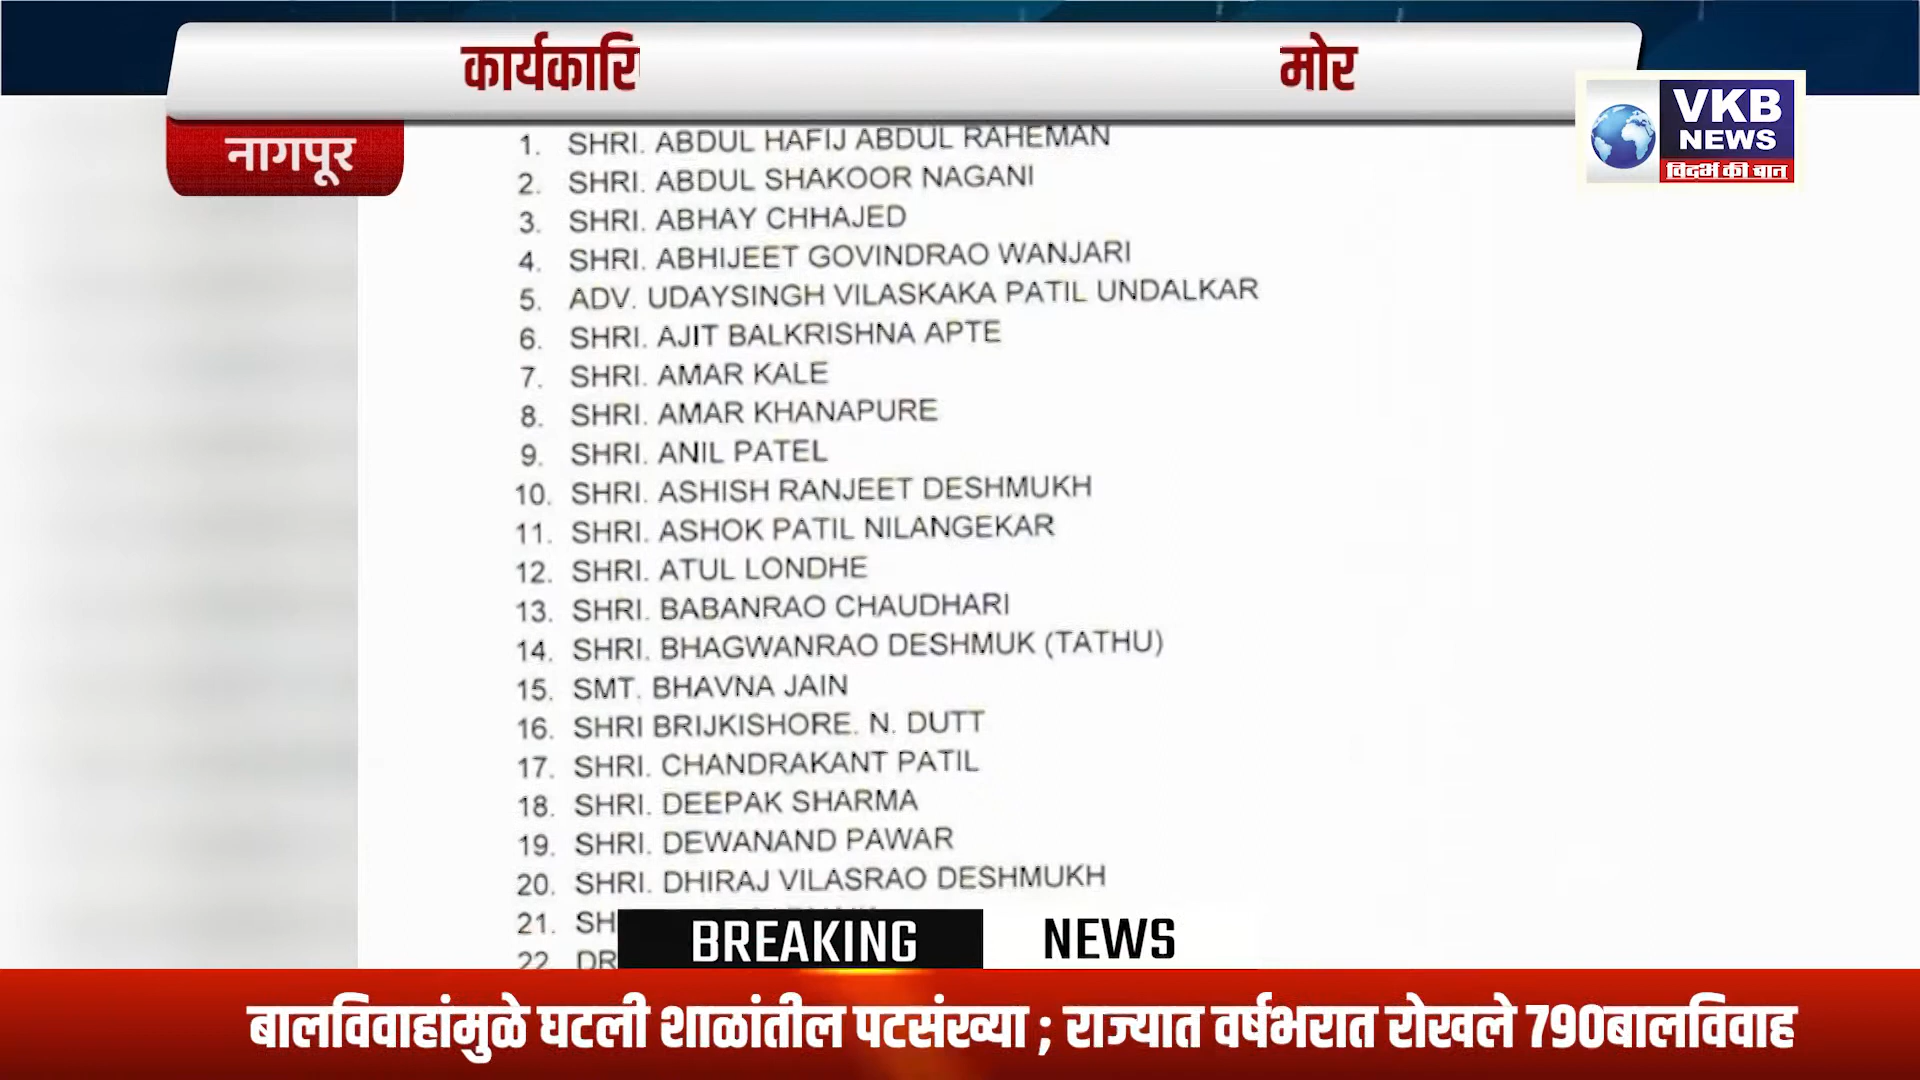 कार्यकारि मोर
नागपूर
VKB
NEWS
विदर्भ की बात
1. SHRI. ABDUL HAFIJ ABDUL RAHEMAN
2. SHRI. ABDUL SHAKOOR NAGANI
3. SHRI. ABHAY CHHAJED
4. SHRI. ABHIJEET GOVINDRAO WANJARI
5. ADV. UDAYSINGH VILASKAKA PATIL UNDALKAR
6. SHRI. AJIT BALKRISHNA APTE
7. SHRI. AMAR KALE
8. SHRI. AMAR KHANAPURE
9. SHRI. ANIL PATEL
10. SHRI. ASHISH RANJEET DESHMUKH
11. SHRI. ASHOK PATIL NILANGEKAR
12. SHRI. ATUL LONDHE
13. SHRI. BABANRAO CHAUDHARI
14. SHRI. BHAGWANRAO DESHMUK (TATHU)
15. SMT. BHAVNA JAIN
16. SHRI BRIJKISHORE. N. DUTT
17. SHRI. CHANDRAKANT PATIL
18. SHRI. DEEPAK SHARMA
19. SHRI. DEWANAND PAWAR
20. SHRI. DHIRAJ VILASRAO DESHMUKH
21. SH
22 DR
BREAKING NEWS
बालविवाहांमुळे घटली शाळांतील पटसंख्या ; राज्यात वर्षभरात रोखले 790बालविवाह